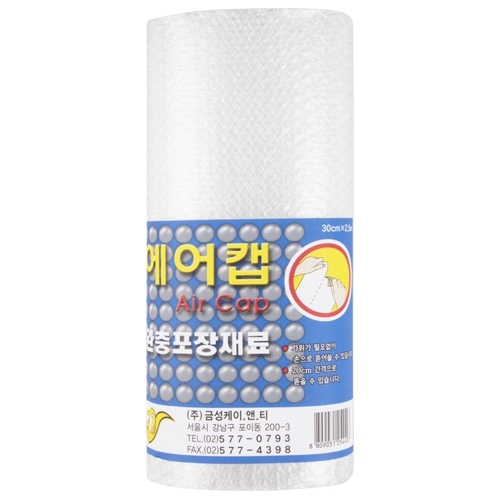 30cm×2.5m
에어캡
Air Cap
완충포장재료
가위가 필요없이
손으로 뜯어쓸 수 있습니다
20cm 간격으로
뜯을 수 있습니다.
(주) 금성케이.앤.티
서울시 강남구 포이동 200-3
TEL.(02)577-0793
FAX.(02)577-4398